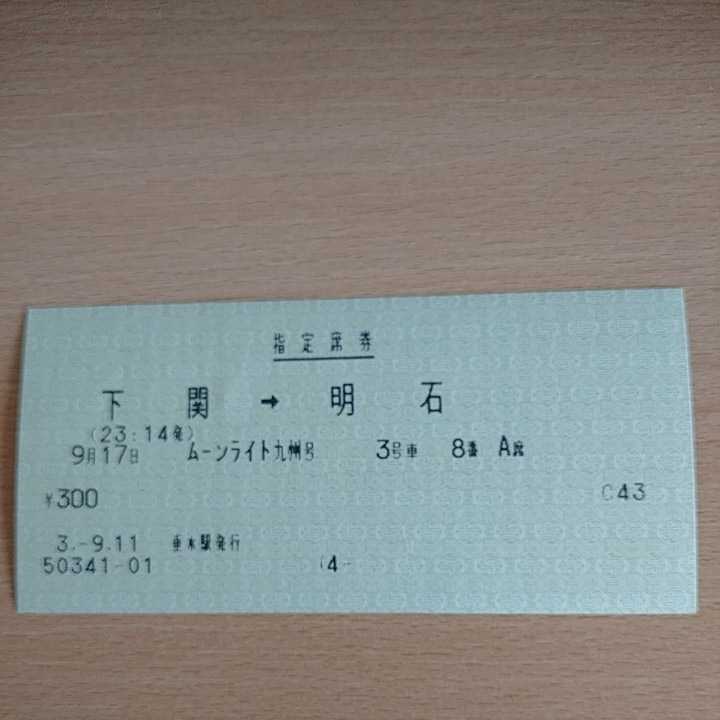 指定席券
下関 → 明石
(23:14発)
9月17日 ムーンライト九州号 3号車 8番 A席
¥300 C43
3.-9.11 垂水駅発行
50341-01 (4-